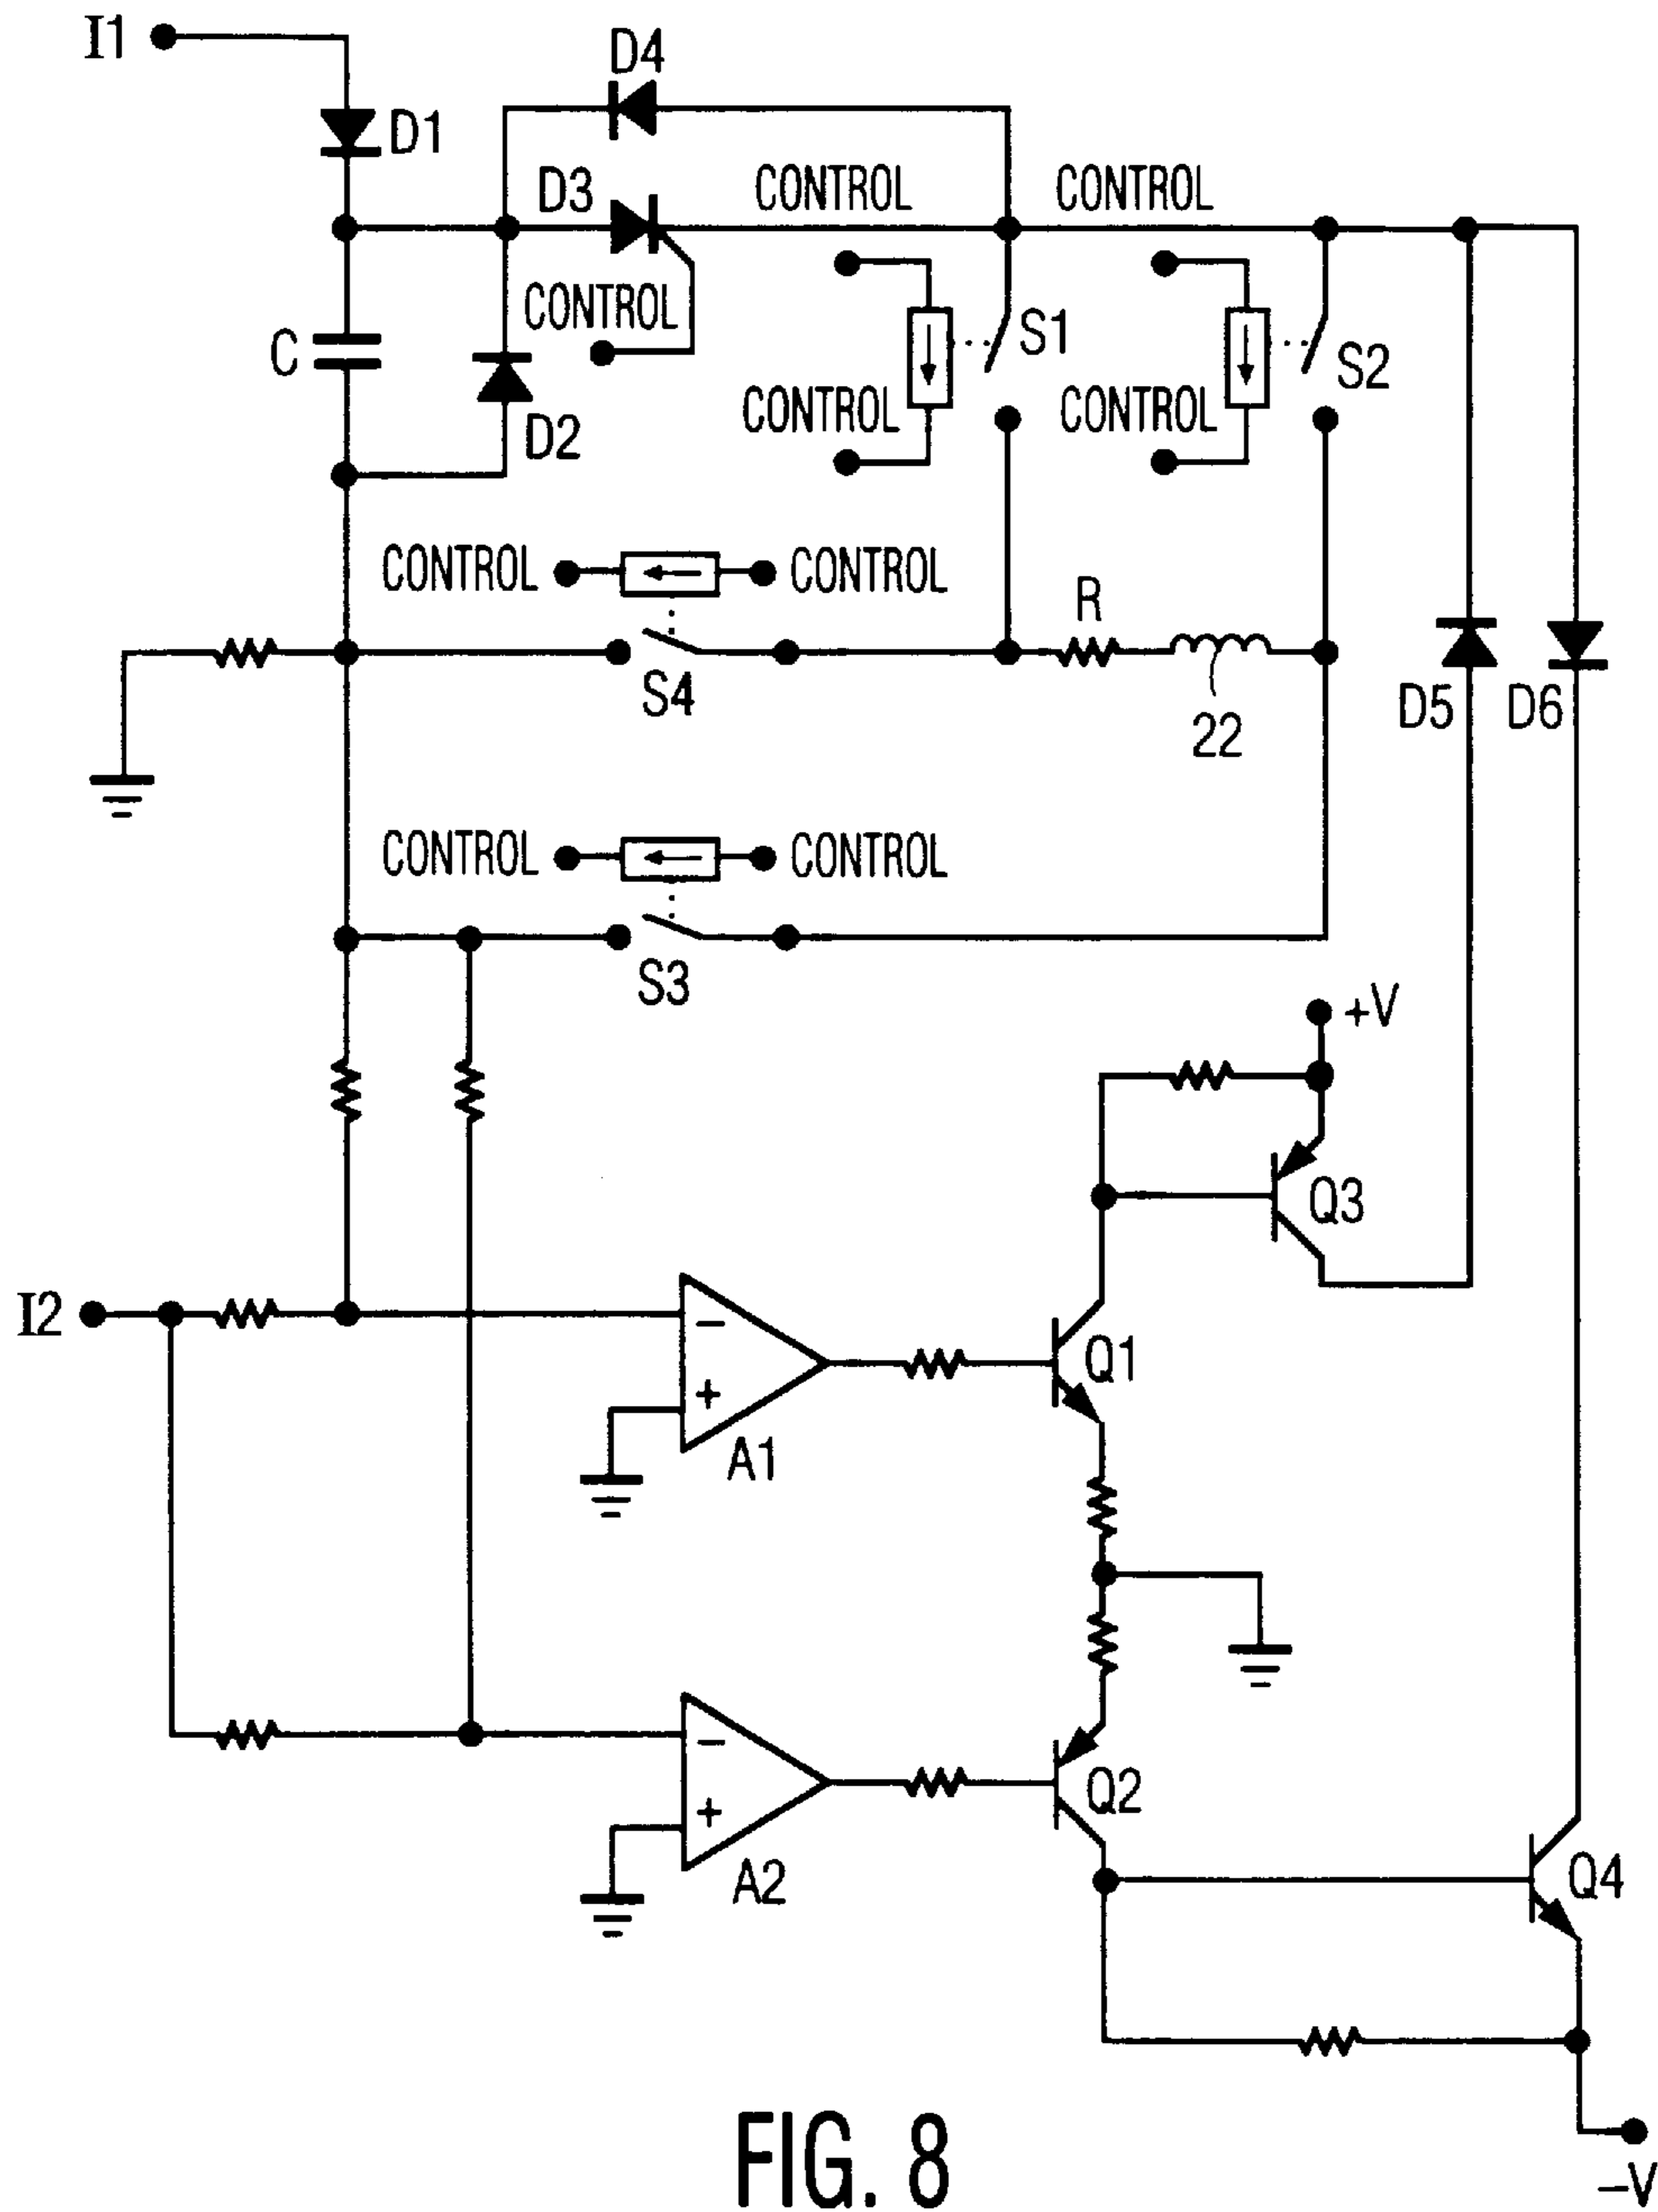 I1
D4
D1
D3
CONTROL
CONTROL
CONTROL
C
S1
S2
D2
CONTROL
CONTROL
CONTROL
CONTROL
R
S4
22
D5
D6
CONTROL
CONTROL
S3
+V
Q3
I2
−
Q1
+
A1
−
Q2
+
A2
Q4
FIG. 8
−V